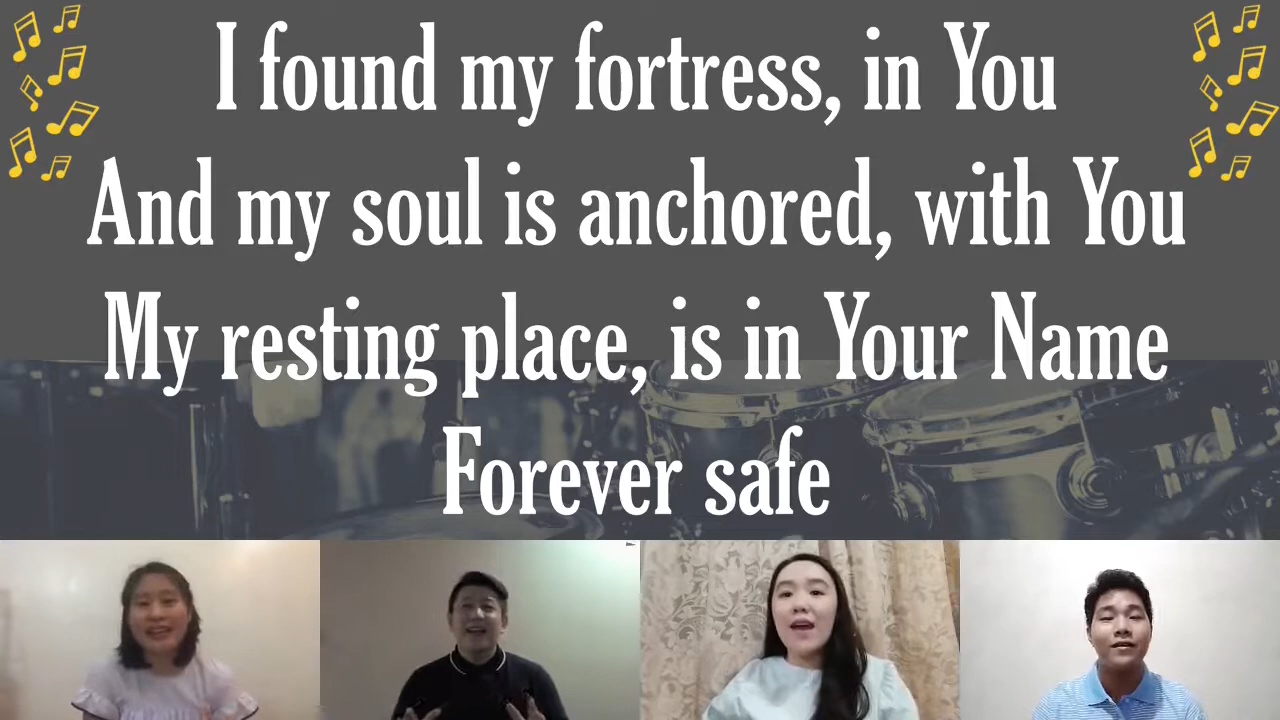 I found my fortress, in You
And my soul is anchored, with You
My resting place, is in Your Name
Forever safe